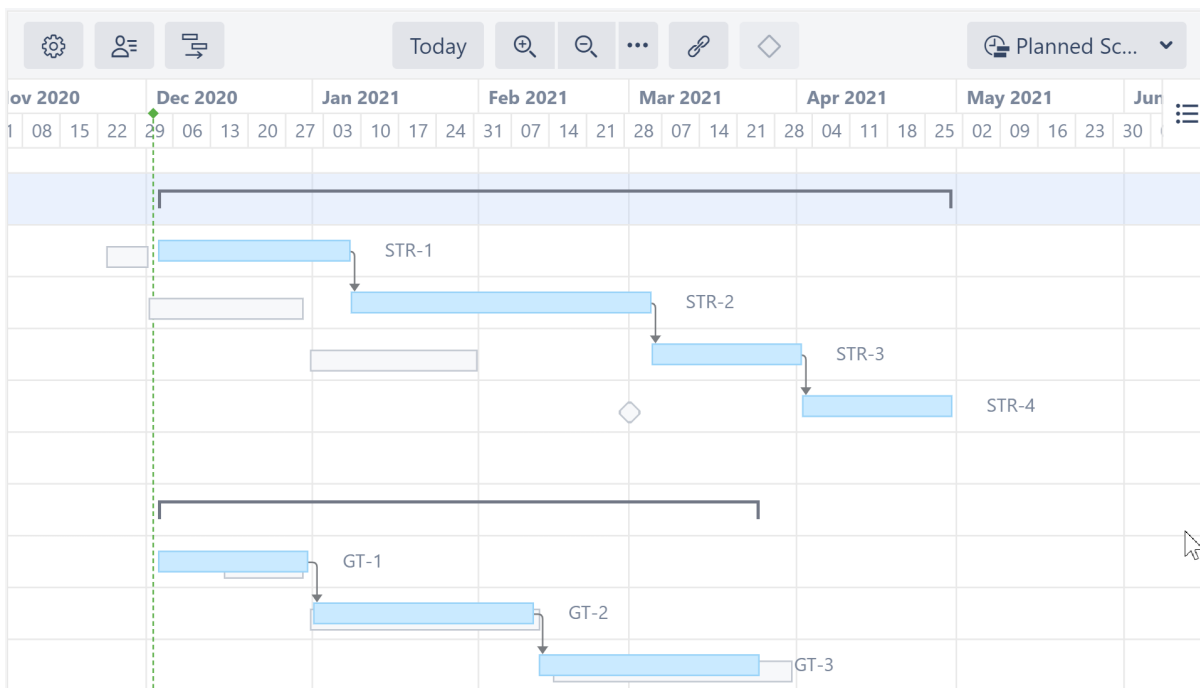 Today
Planned Sc...
ov 2020 Dec 2020 Jan 2021 Feb 2021 Mar 2021 Apr 2021 May 2021 Jun
1 08 15 22 29 06 13 20 27 03 10 17 24 31 07 14 21 28 07 14 21 28 04 11 18 25 02 09 16 23 30
STR-1
STR-2
STR-3
STR-4
GT-1
GT-2
GT-3